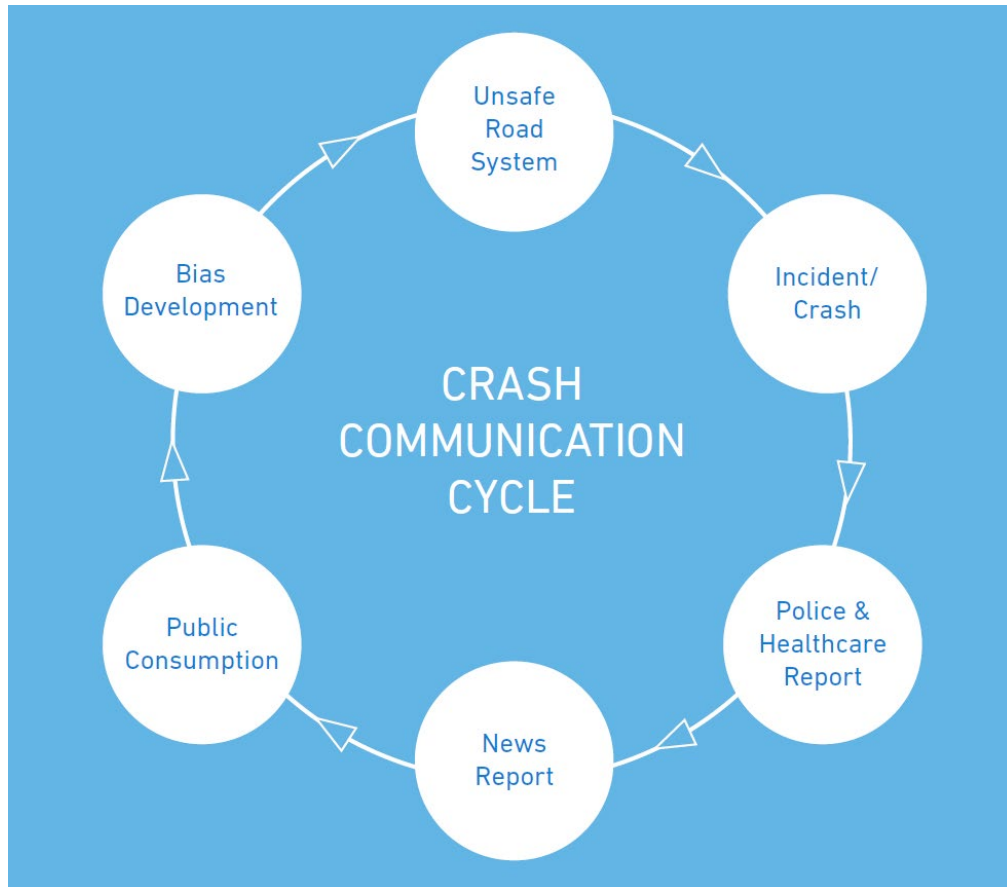 CRASH
COMMUNICATION
CYCLE
Unsafe
Road
System
Incident/
Crash
Police &
Healthcare
Report
News
Report
Public
Consumption
Bias
Development